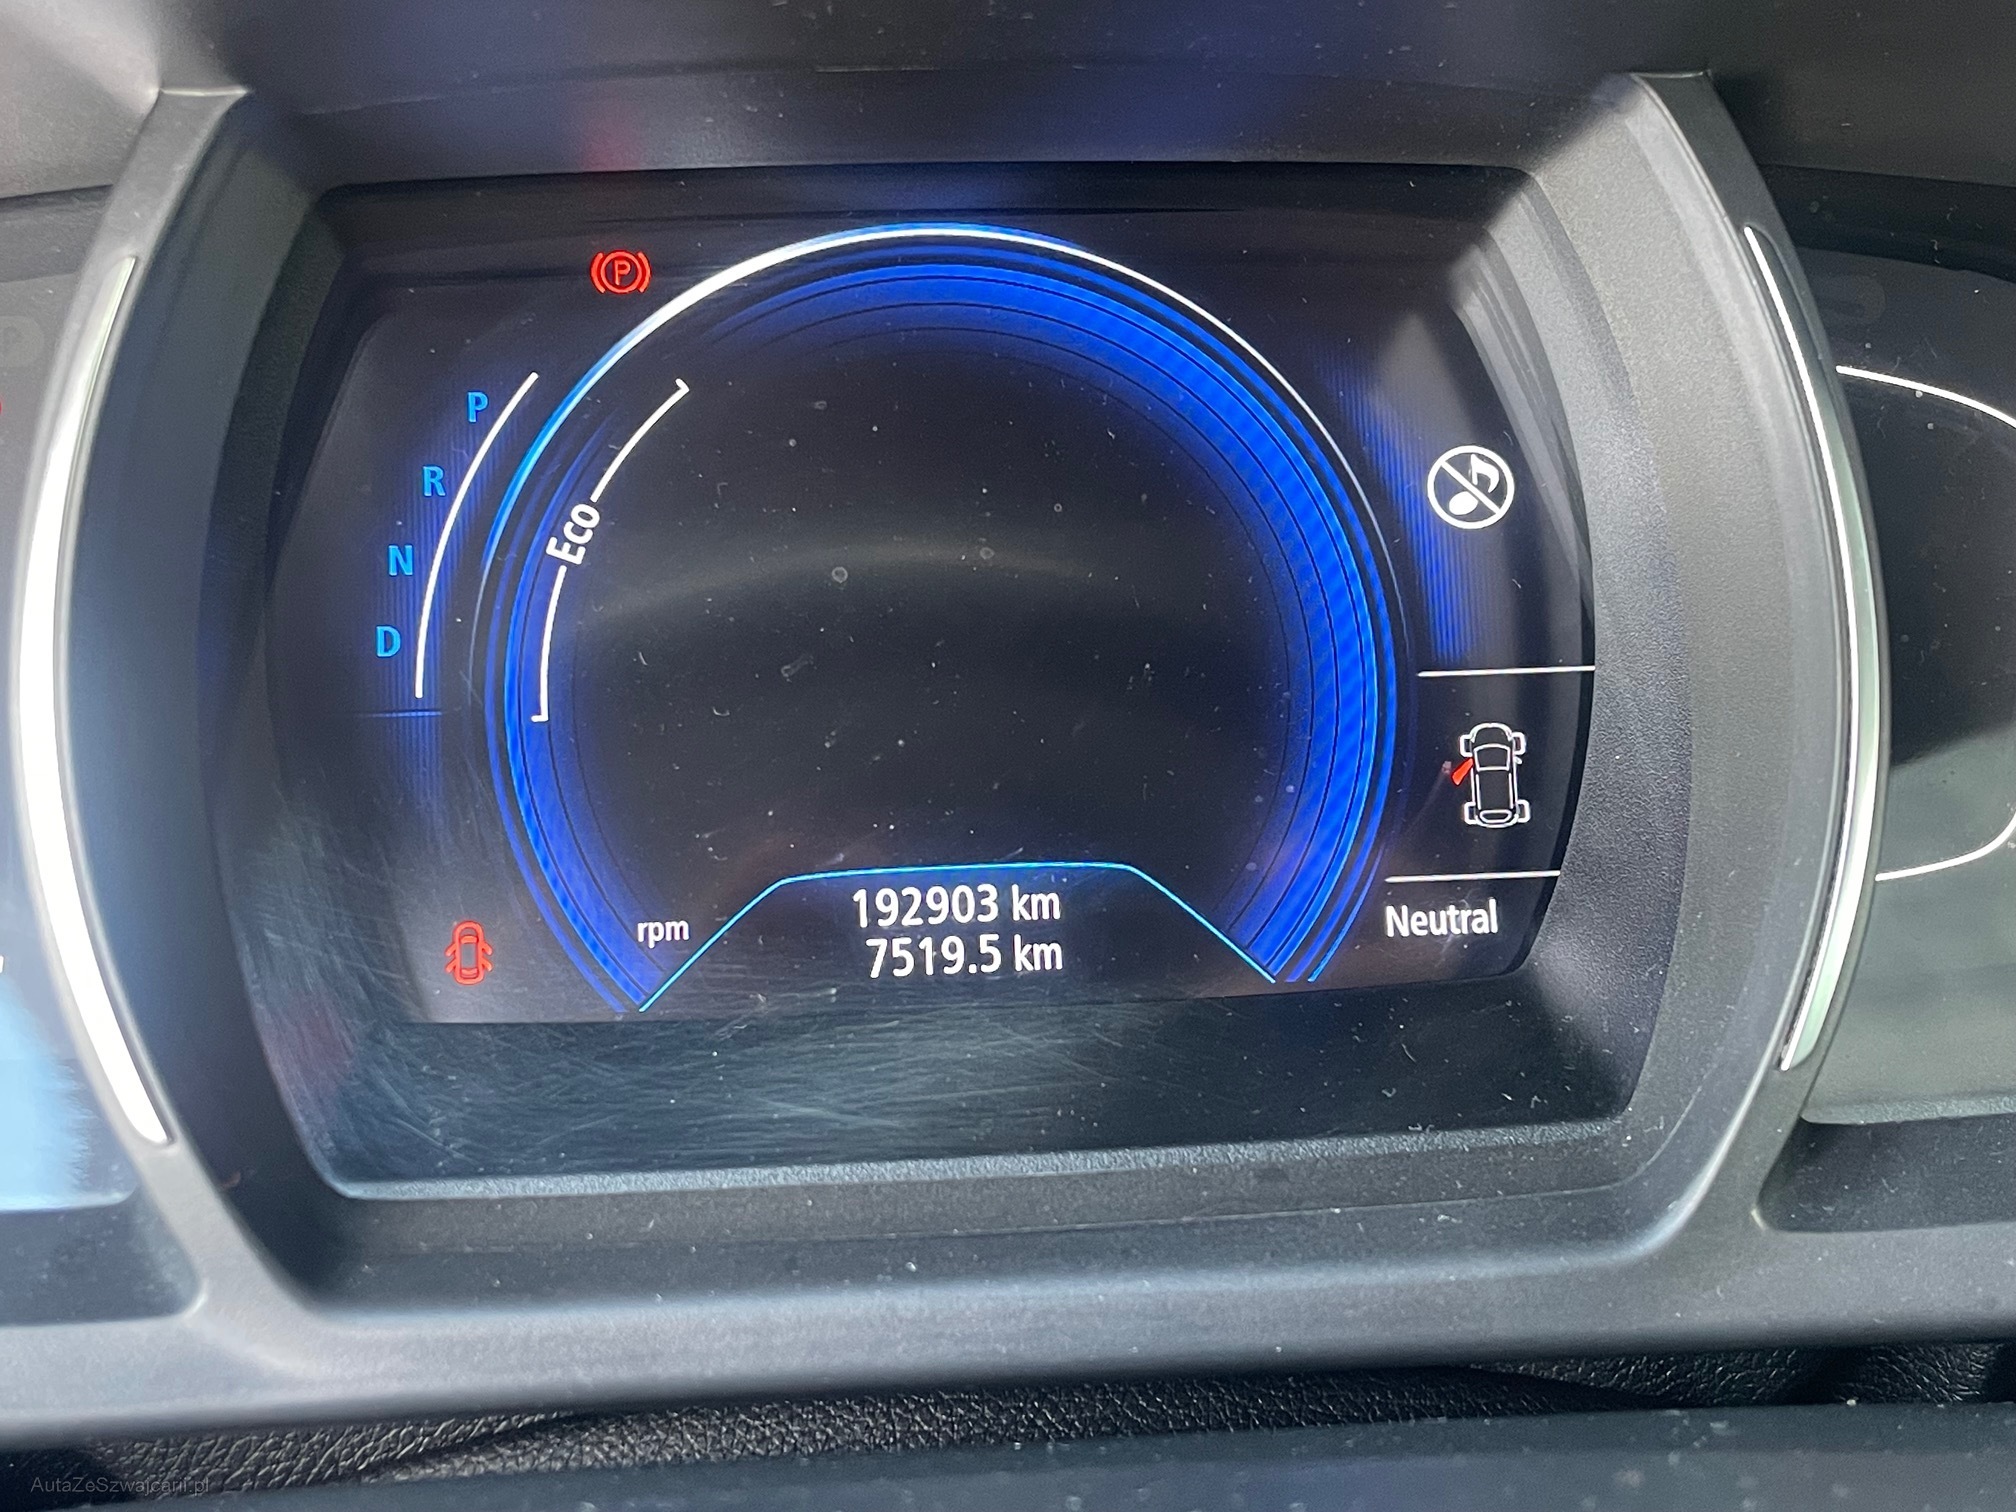 P
P
R
N
D
Eco
rpm
192903 km
7519.5 km
Neutral
AutaZeSzwajcarii.pl